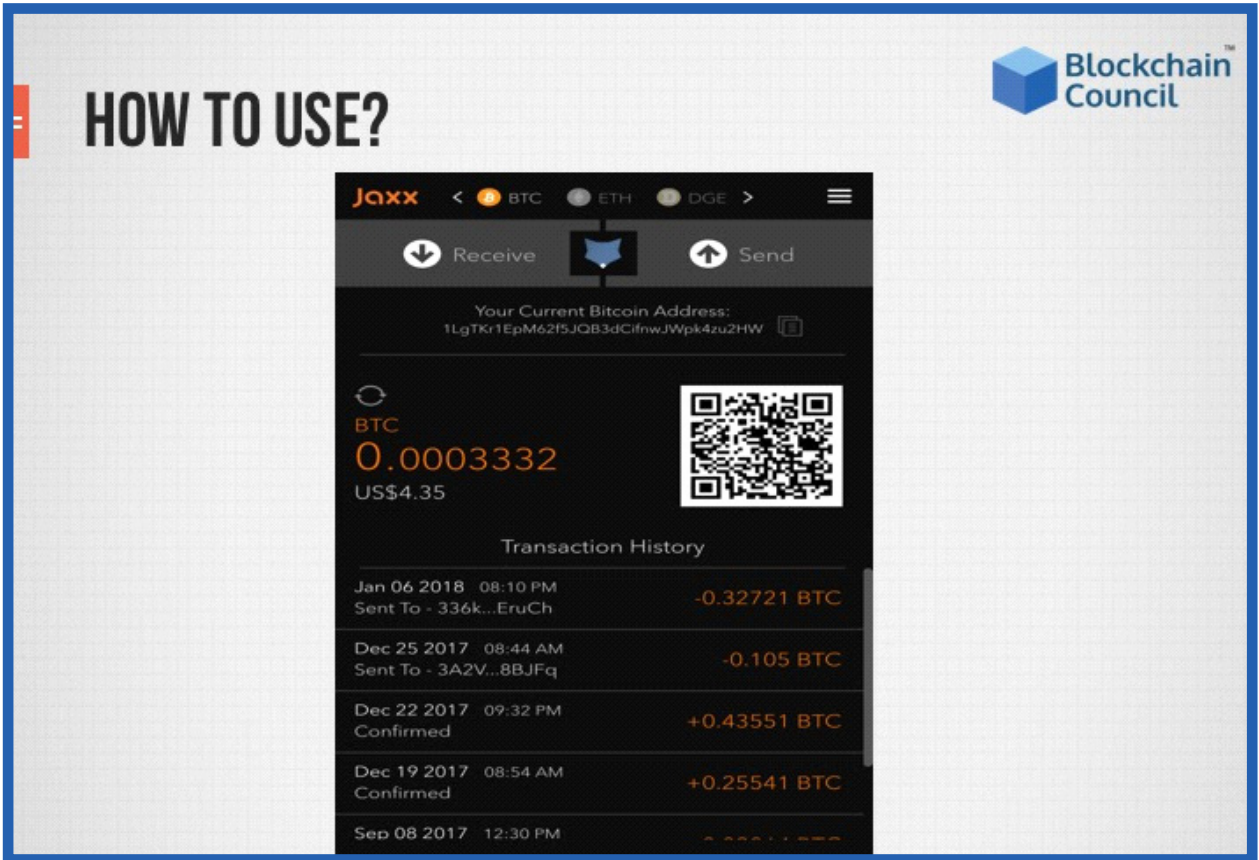 HOW TO USE?
Blockchain™
Council
Jaxx < BTC ETH DGE >
Receive Send
Your Current Bitcoin Address:
1LgTKr1EpM62f5JQB3dCifnwJWpk4zu2HW
BTC
0.0003332
US$4.35
Transaction History
Jan 06 2018 08:10 PM
Sent To - 336k...EruCh
-0.32721 BTC
Dec 25 2017 08:44 AM
Sent To - 3A2V...8BJFq
-0.105 BTC
Dec 22 2017 09:32 PM
Confirmed
+0.43551 BTC
Dec 19 2017 08:54 AM
Confirmed
+0.25541 BTC
Sep 08 2017 12:30 PM